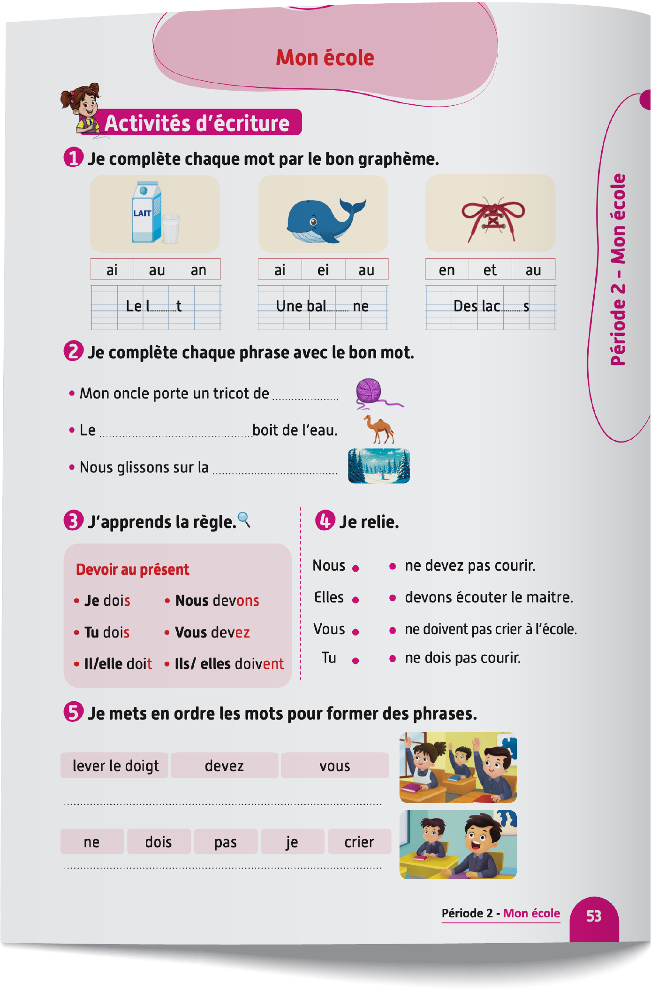 Mon école
Activités d'écriture
1 Je complète chaque mot par le bon graphème.
LAIT
ai au an
ai ei au
en et au
Le l...........t
Une bal.......... ne
Des lac..........s
2 Je complète chaque phrase avec le bon mot.
• Mon oncle porte un tricot de ....................
• Le ..............................................boit de l'eau.
• Nous glissons sur la ......................................
3 J'apprends la règle.
Devoir au présent
• Je dois • Nous devons
• Tu dois • Vous devez
• Il/elle doit • Ils/ elles doivent
4 Je relie.
Nous • • ne devez pas courir.
Elles • • devons écouter le maitre.
Vous • • ne doivent pas crier à l'école.
Tu • • ne dois pas courir.
5 Je mets en ordre les mots pour former des phrases.
lever le doigt devez vous
ne dois pas je crier
Période 2 - Mon école
53
Période 2 - Mon école